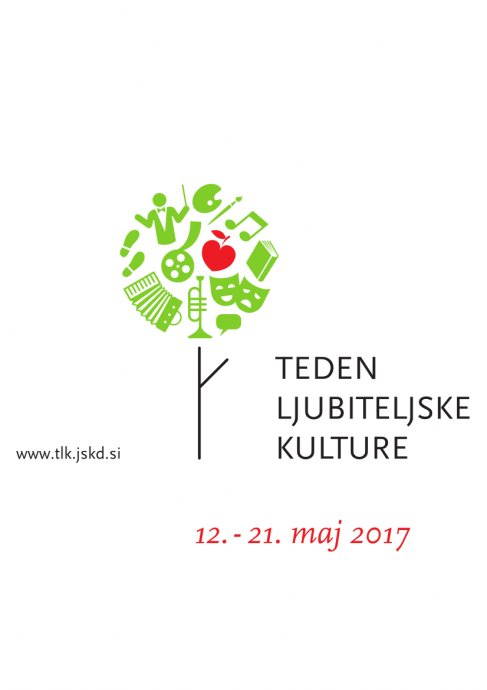 TEDEN
LJUBITELJSKE
KULTURE
www.tlk.jskd.si
12. - 21. maj 2017